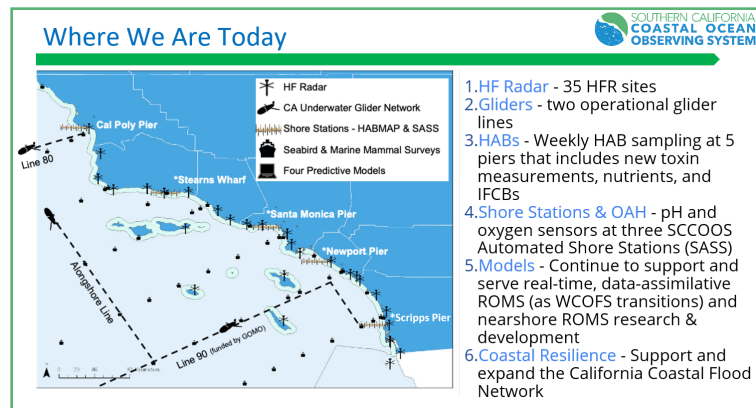 Where We Are Today
SOUTHERN CALIFORNIA
COASTAL OCEAN
OBSERVING SYSTEM
HF Radar
CA Underwater Glider Network
Shore Stations - HABMAP & SASS
Seabird & Marine Mammal Surveys
Four Predictive Models
Cal Poly Pier
Line 80
*Stearns Wharf
*Santa Monica Pier
*Newport Pier
*Scripps Pier
Alongshore Line
Line 90 (funded by GOMO)
1.HF Radar - 35 HFR sites
2.Gliders - two operational glider
lines
3.HABs - Weekly HAB sampling at 5
piers that includes new toxin
measurements, nutrients, and
IFCBs
4.Shore Stations & OAH - pH and
oxygen sensors at three SCCOOS
Automated Shore Stations (SASS)
5.Models - Continue to support and
serve real-time, data-assimilative
ROMS (as WCOFS transitions) and
nearshore ROMS research &
development
6.Coastal Resilience - Support and
expand the California Coastal Flood
Network